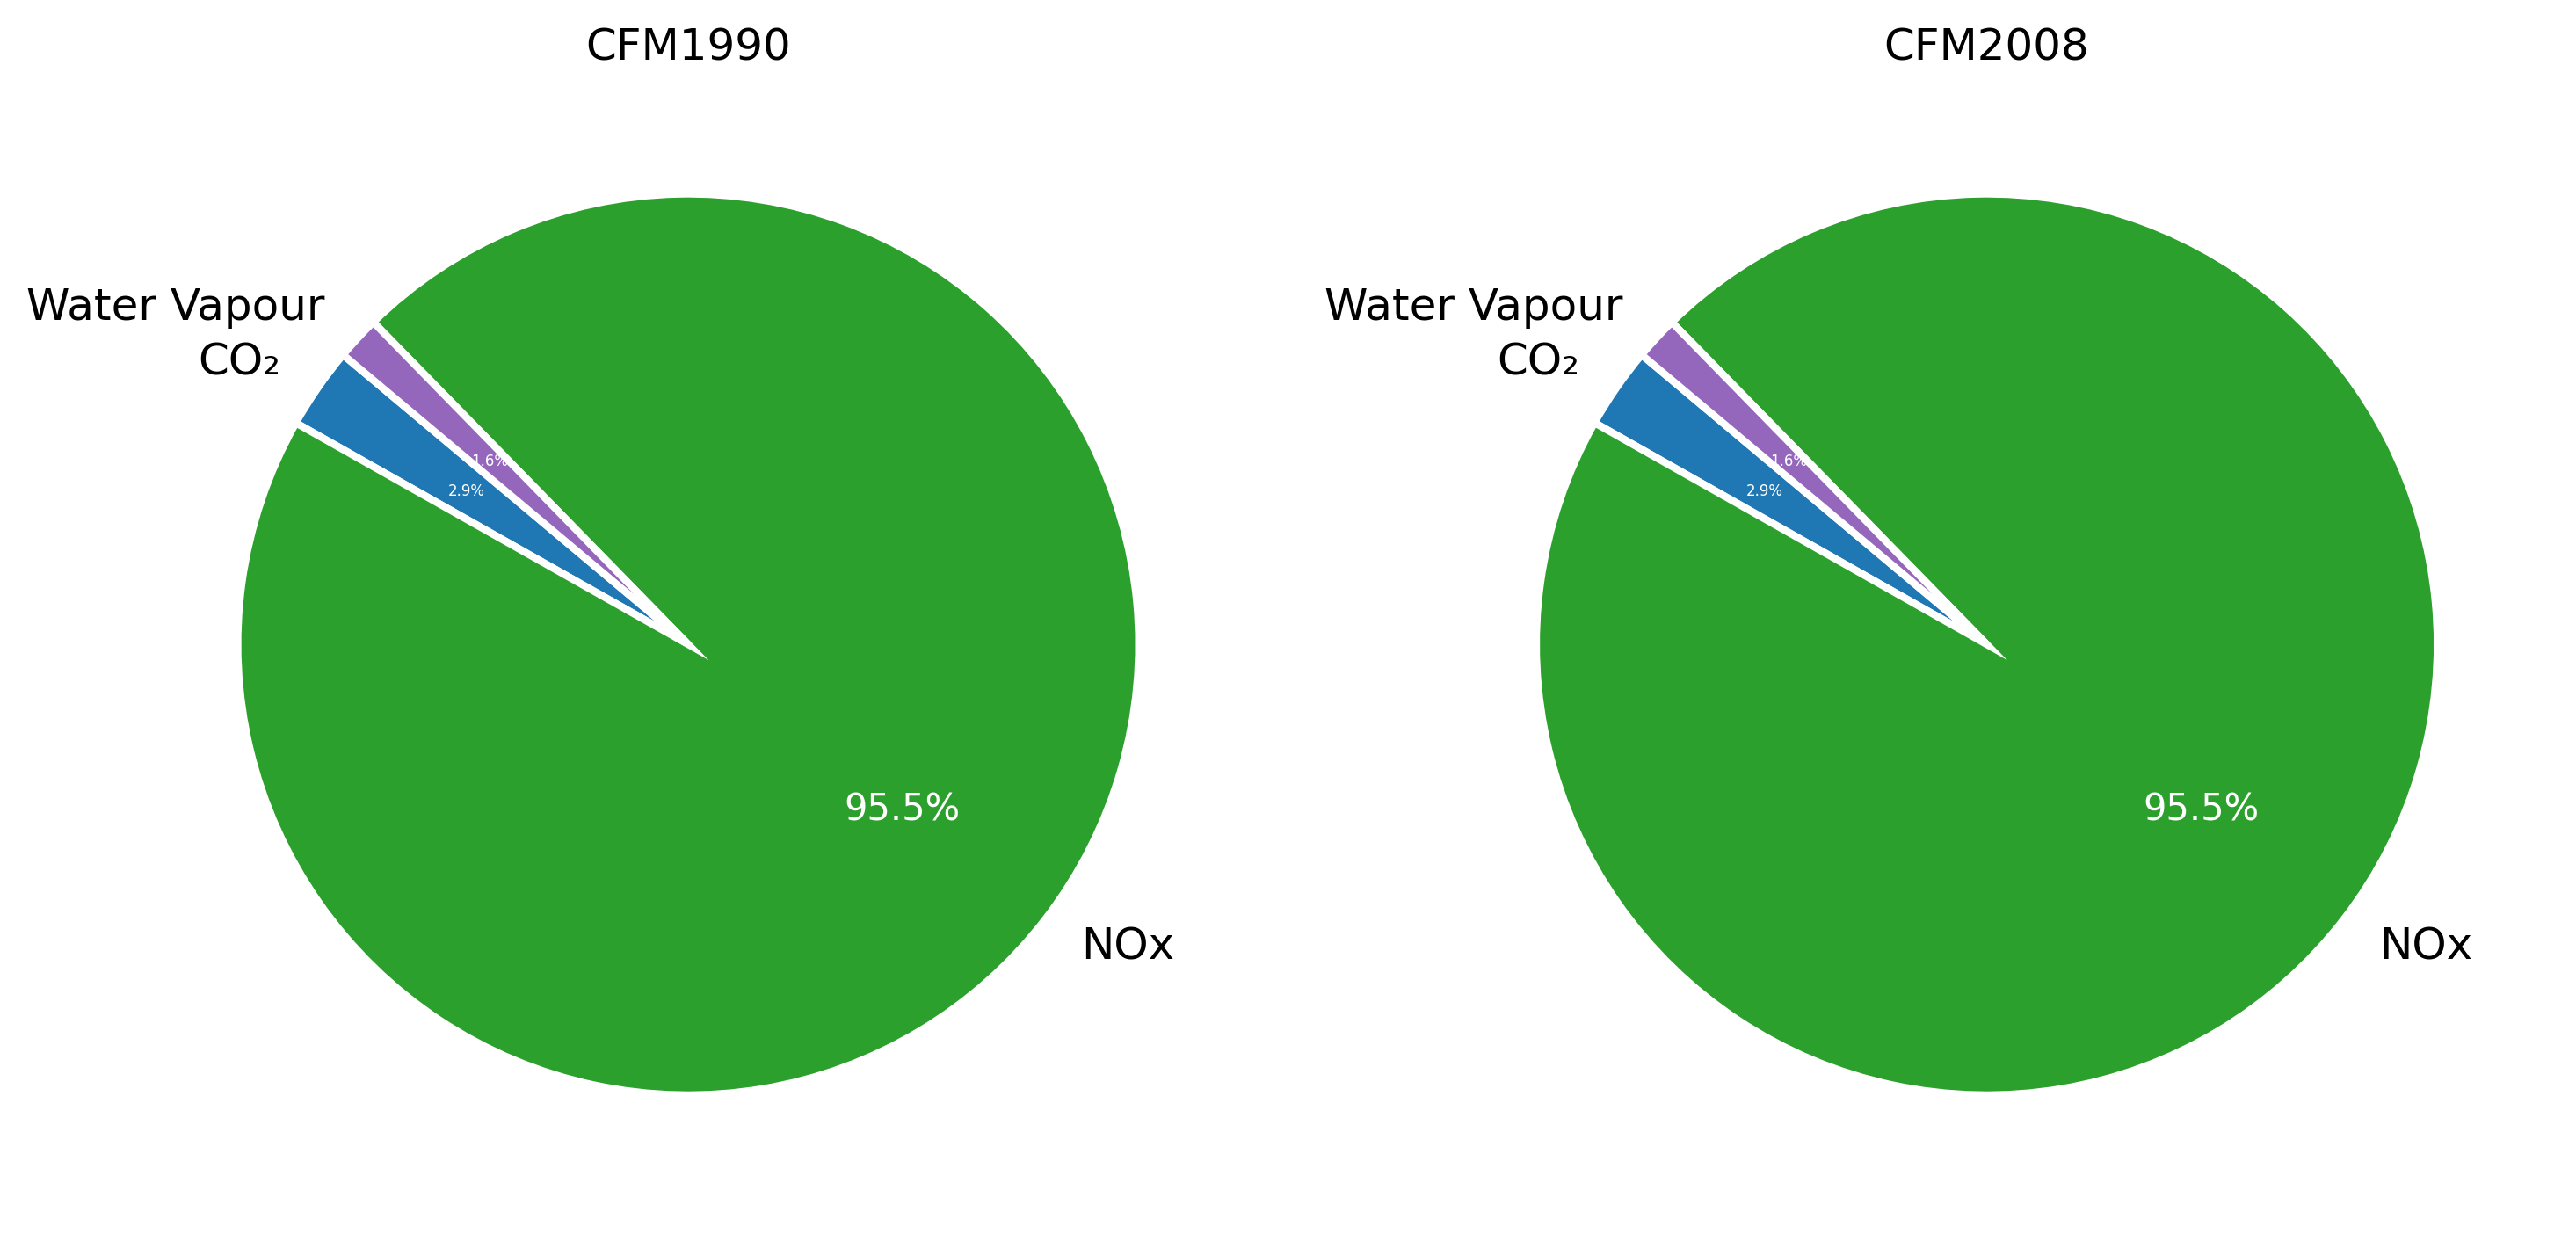 CFM1990
Water Vapour
CO₂
1.6%
2.9%
95.5%
NOx
CFM2008
Water Vapour
CO₂
1.6%
2.9%
95.5%
NOx